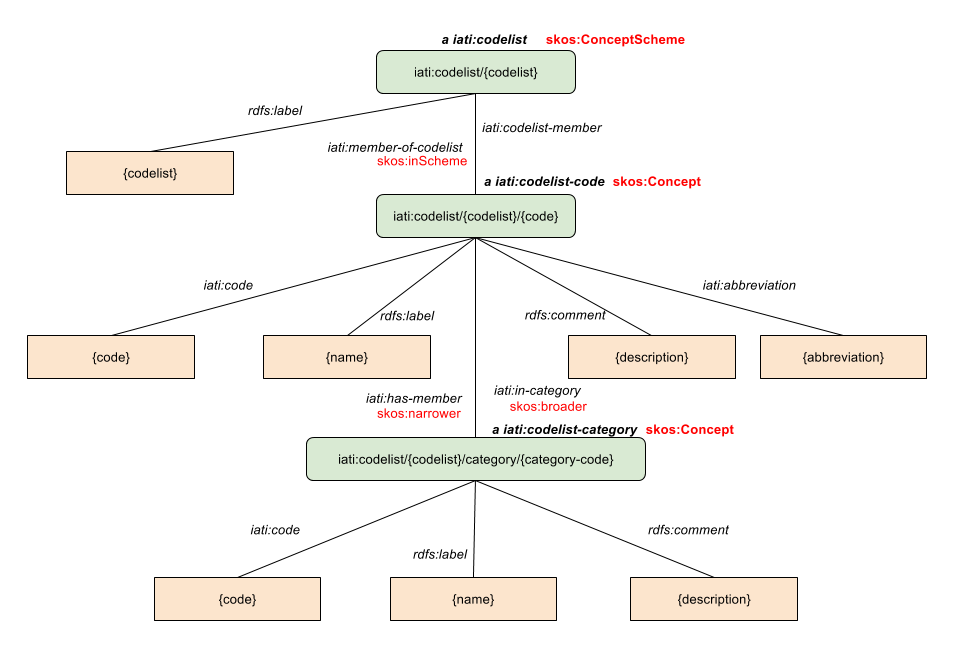 a iati:codelist skos:ConceptScheme
iati:codelist/{codelist}
rdfs:label
iati:codelist-member
iati:member-of-codelist
skos:inScheme
{codelist}
a iati:codelist-code skos:Concept
iati:codelist/{codelist}/{code}
iati:code
iati:abbreviation
rdfs:label
rdfs:comment
{code}
{name}
{description}
{abbreviation}
iati:has-member
skos:narrower
iati:in-category
skos:broader
a iati:codelist-category skos:Concept
iati:codelist/{codelist}/category/{category-code}
iati:code
rdfs:label
rdfs:comment
{code}
{name}
{description}